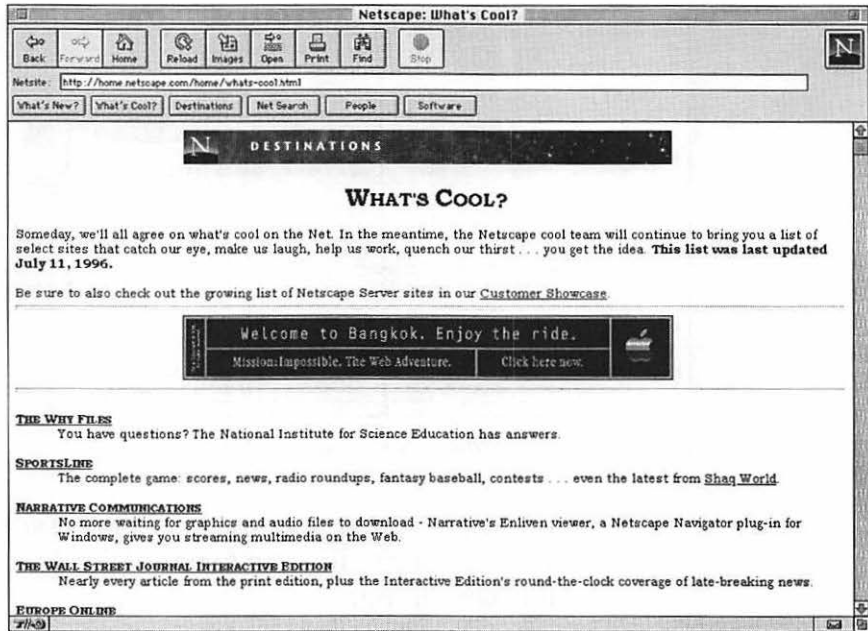 Netscape: What's Cool?
Back Forward Home Reload Images Open Print Find Stop
N
Netsite: http://home.netscape.com/home/whats-cool.html
What's New? What's Cool? Destinations Net Search People Software
N DESTINATIONS
WHAT'S COOL?
Someday, we'll all agree on what's cool on the Net. In the meantime, the Netscape cool team will continue to bring you a list of
select sites that catch our eye, make us laugh, help us work, quench our thirst . . . you get the idea. This list was last updated
July 11, 1996.
Be sure to also check out the growing list of Netscape Server sites in our Customer Showcase.
Welcome to Bangkok. Enjoy the ride.
Mission:Impossible. The Web Adventure. Click here now.
THE WHY FILES
You have questions? The National Institute for Science Education has answers.
SPORTSLINE
The complete game: scores, news, radio roundups, fantasy baseball, contests . . . even the latest from Shaq World.
NARRATIVE COMMUNICATIONS
No more waiting for graphics and audio files to download - Narrative's Enliven viewer, a Netscape Navigator plug-in for
Windows, gives you streaming multimedia on the Web.
THE WALL STREET JOURNAL INTERACTIVE EDITION
Nearly every article from the print edition, plus the Interactive Edition's round-the-clock coverage of late-breaking news.
EUROPE ONLINE